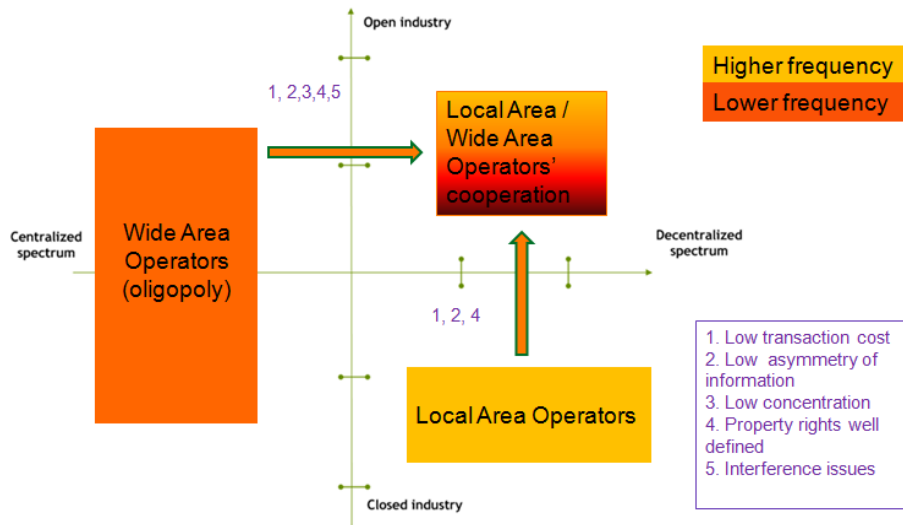 Open industry
1, 2,3,4,5
Higher frequency
Lower frequency
Local Area /
Wide Area
Operators'
cooperation
Centralized
spectrum
Wide Area
Operators
(oligopoly)
Decentralized
spectrum
1, 2, 4
1. Low transaction cost
2. Low asymmetry of
information
3. Low concentration
4. Property rights well
defined
5. Interference issues
Local Area Operators
Closed industry